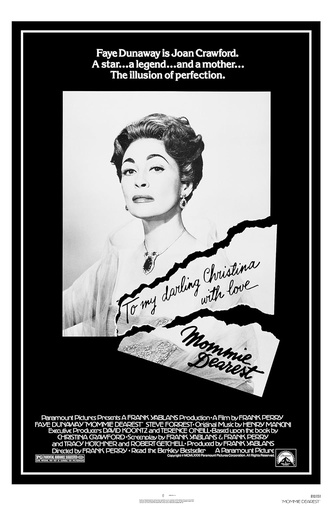 Faye Dunaway is Joan Crawford.
A star...a legend...and a mother...
The illusion of perfection.
To my darling Christina
with love
Mommie
Dearest
Paramount Pictures Presents A FRANK YABLANS Production • A Film by FRANK PERRY
FAYE DUNAWAY "MOMMIE DEAREST" STEVE FORREST • Original Music by HENRY MANCINI
Executive Producers DAVID KOONTZ and TERENCE O'NEILL • Based upon the book by
CHRISTINA CRAWFORD • Screenplay by FRANK YABLANS & FRANK PERRY
and TRACY HOTCHNER and ROBERT GETCHELL • Produced by FRANK YABLANS
Directed by FRANK PERRY • Read the Berkley Bestseller A Paramount Picture
MOMMIE DEAREST